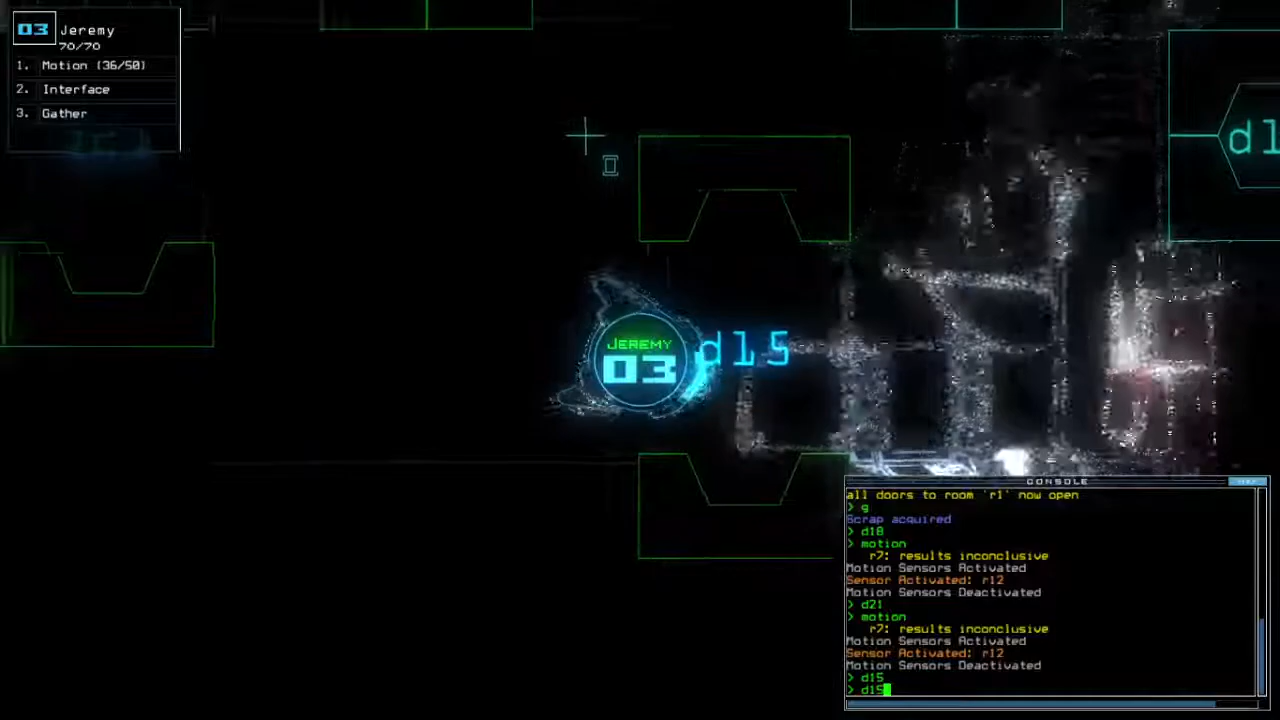 03 Jeremy
70/70
1. Motion (36/50)
2. Interface
3. Gather
d1
JEREMY
03
d15
CONSOLE
all doors to room 'r1' now open
> g
Scrap acquired
> d18
> motion
r7: results inconclusive
Motion Sensors Activated
Sensor Activated: r12
Motion Sensors Deactivated
> d21
> motion
r7: results inconclusive
Motion Sensors Activated
Sensor Activated: r12
Motion Sensors Deactivated
> d15
> d15